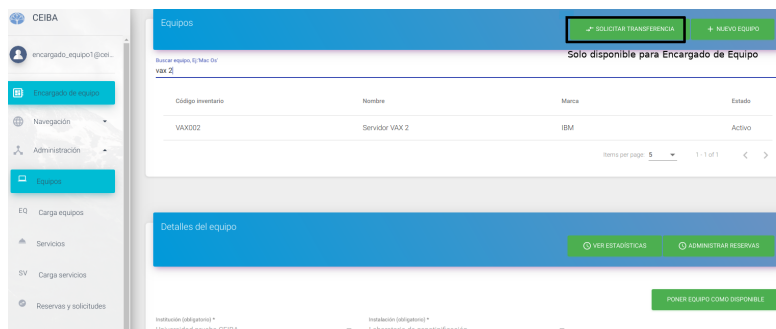 CEIBA
encargado_equipo1@cei...
Encargado de equipo
Navegación
Administración
Equipos
EQ Carga equipos
Servicios
SV Carga servicios
Reservas y solicitudes
Equipos
SOLICITAR TRANSFERENCIA
+ NUEVO EQUIPO
Solo disponible para Encargado de Equipo
Buscar equipo, Ej 'Mac Os'
vax 2
Código inventario Nombre Marca Estado
VAX002 Servidor VAX 2 IBM Activo
Items per page: 5 1 - 1 of 1
Detalles del equipo
VER ESTADÍSTICAS
ADMINISTRAR RESERVAS
PONER EQUIPO COMO DISPONIBLE
Institución (obligatorio) * Instalación (obligatorio) *
Universidad prueba CEIBA